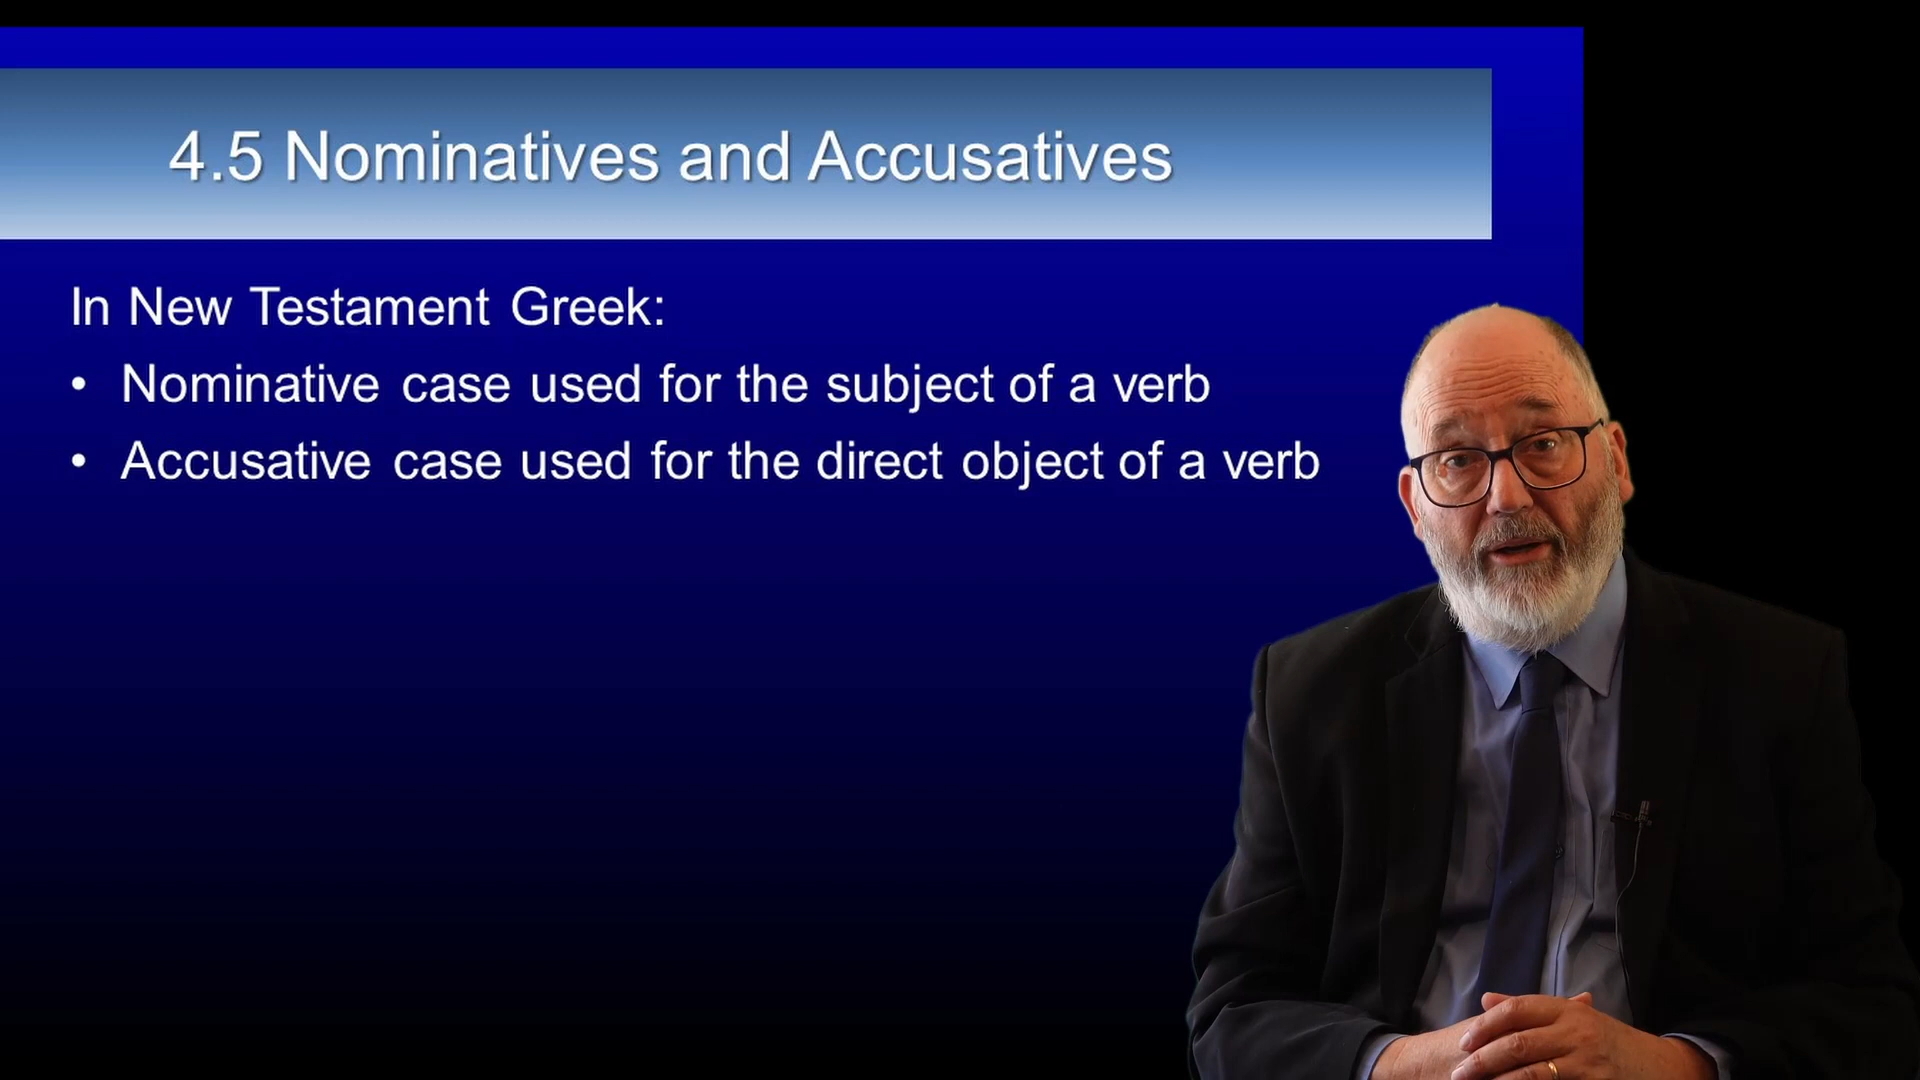 4.5 Nominatives and Accusatives
In New Testament Greek:
• Nominative case used for the subject of a verb
• Accusative case used for the direct object of a verb